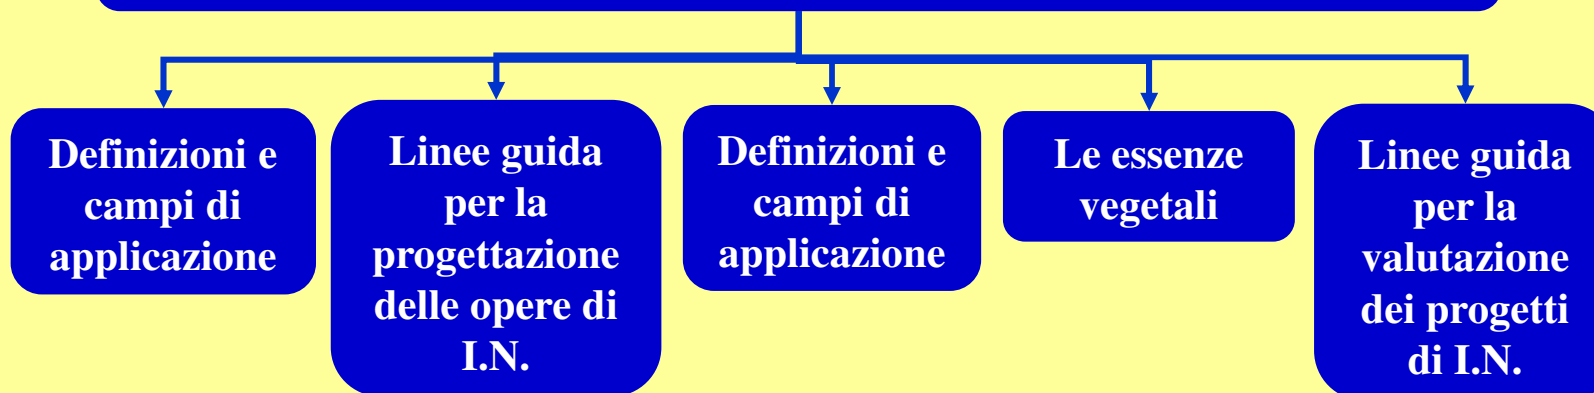 Definizioni e
campi di
applicazione
Linee guida
per la
progettazione
delle opere di
I.N.
Definizioni e
campi di
applicazione
Le essenze
vegetali
Linee guida
per la
valutazione
dei progetti
di I.N.